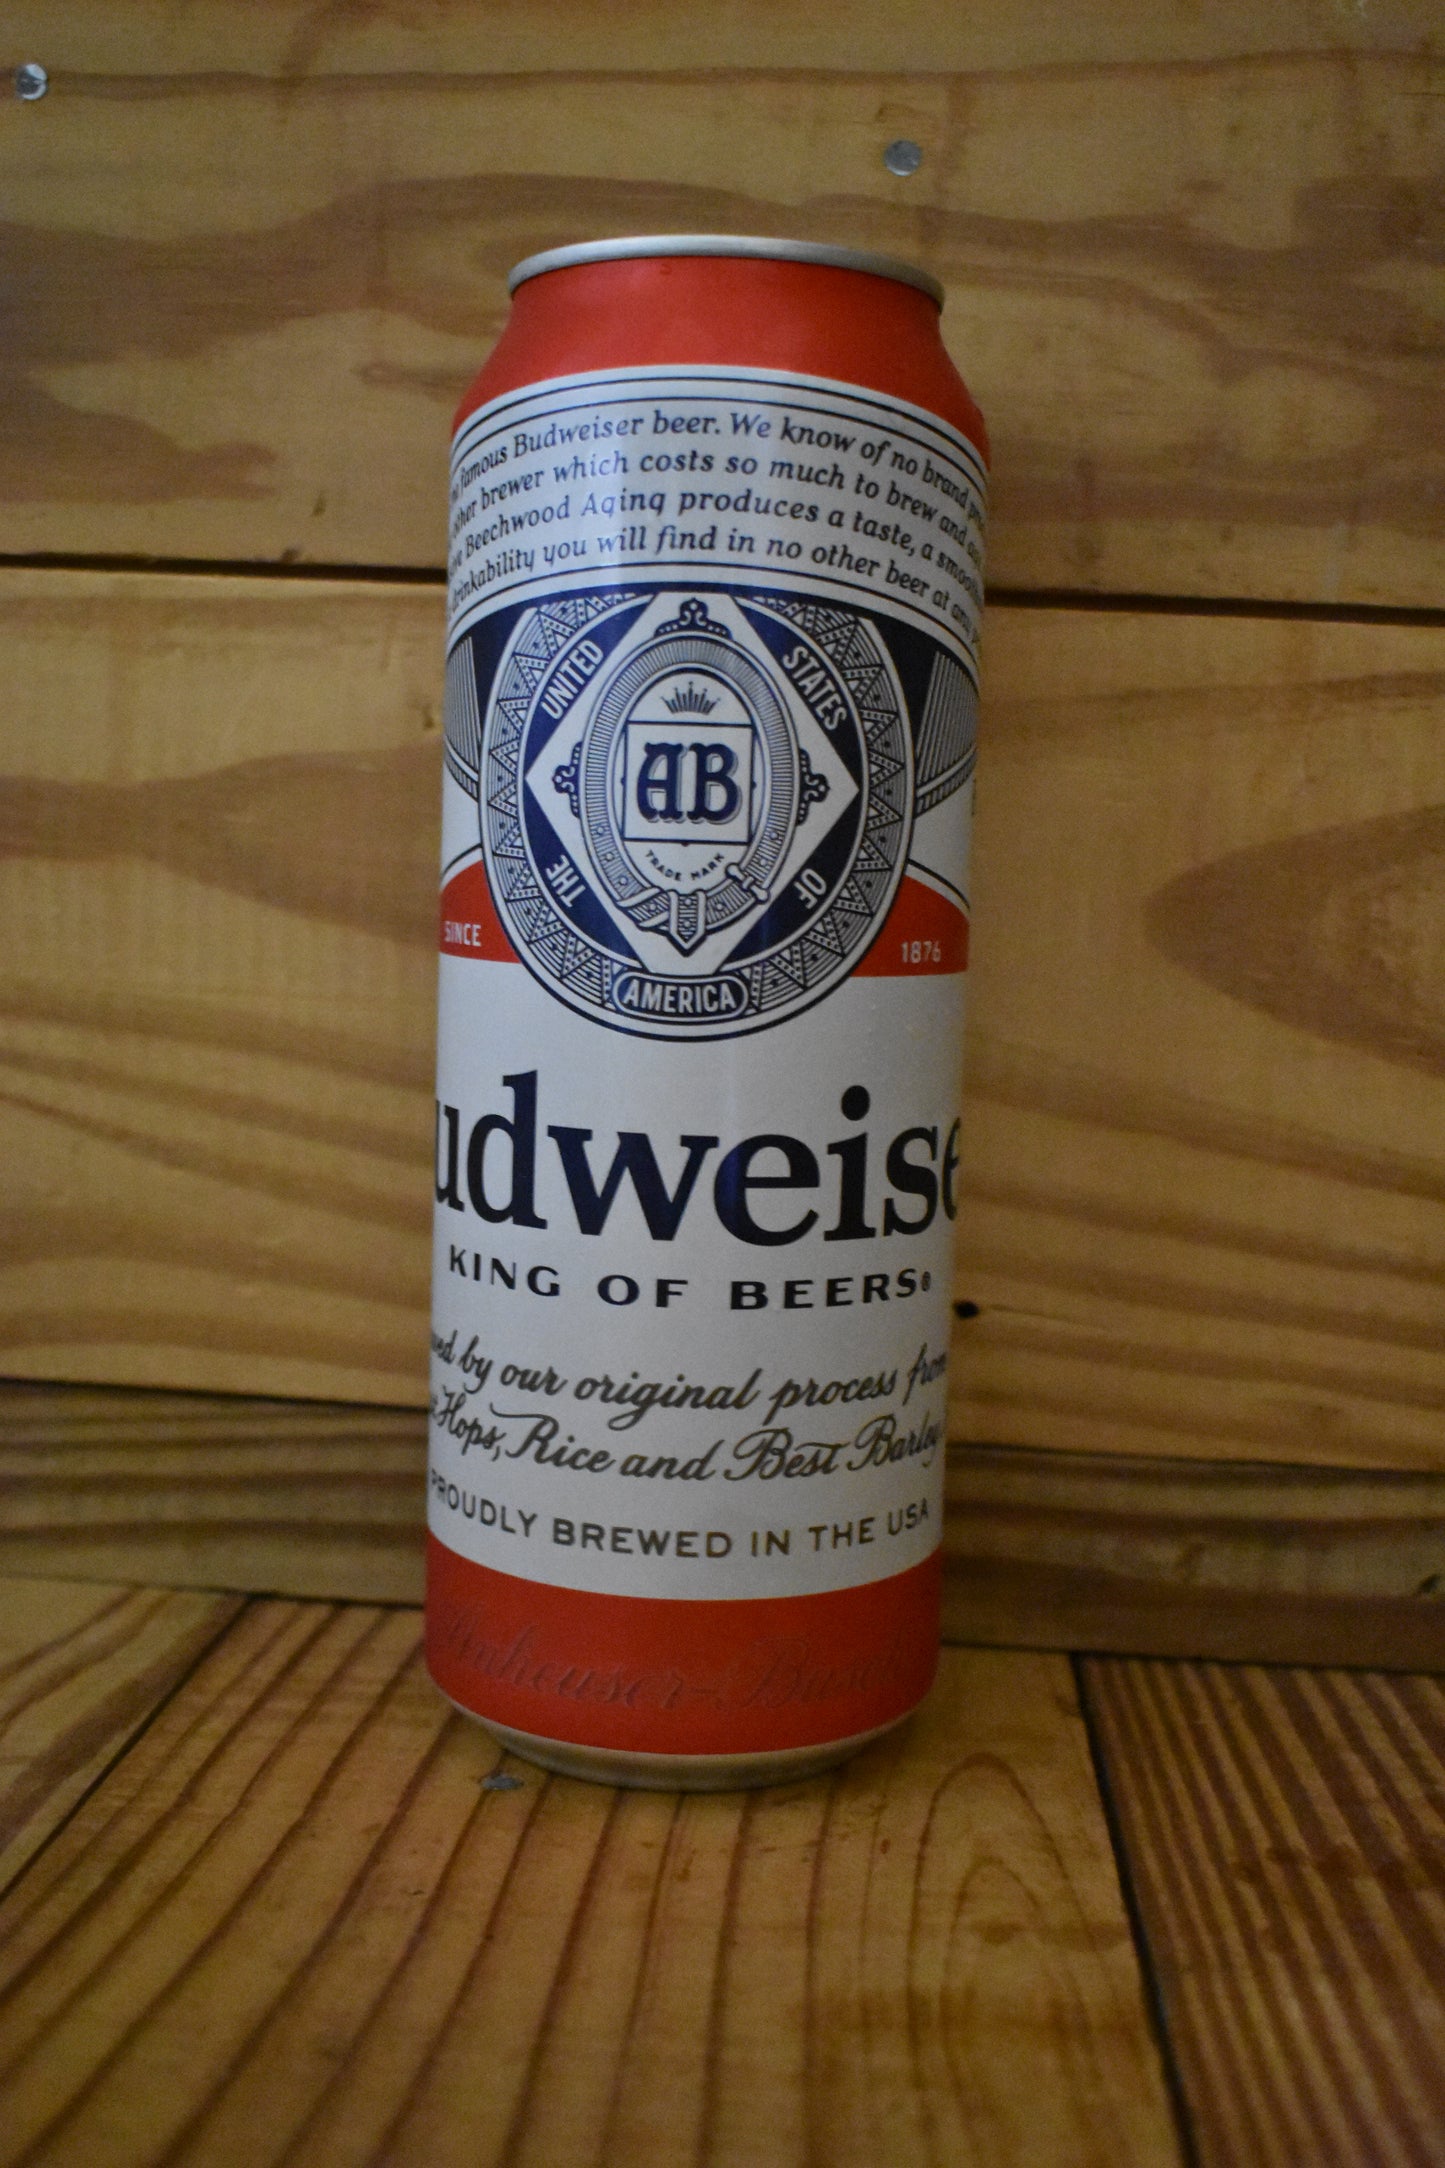 famous Budweiser beer. We know of no brand
other brewer which costs so much to brew and
Beechwood Aging produces a taste, a
drinkability you will find in no other beer at any
UNITED STATES
AB
TRADE MARK
THE OF
SINCE 1876
AMERICA
udweise
KING OF BEERS®
by our original process from
Hops, Rice and Best Barley
PROUDLY BREWED IN THE USA
Anheuser-Busch